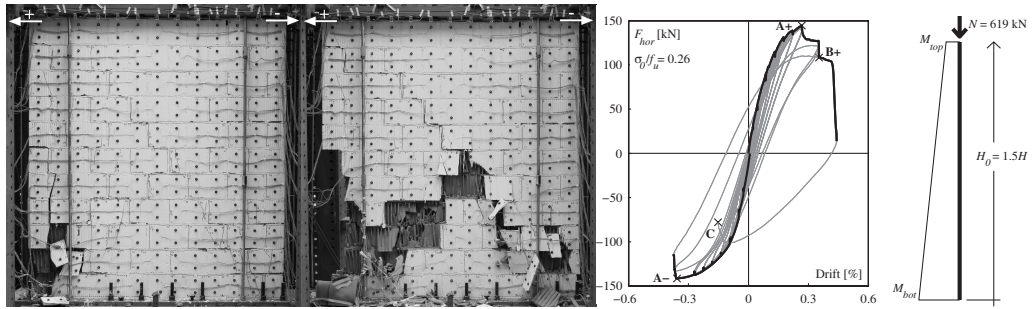 +
-
+
-
F_hor [kN]
σ_0/f_u = 0.26
A+
B+
C
A−
Drift [%]
150
100
50
0
−50
−100
−150
−0.6
−0.3
0
0.3
0.6
N = 619 kN
M_top
H_0 = 1.5H
M_bot